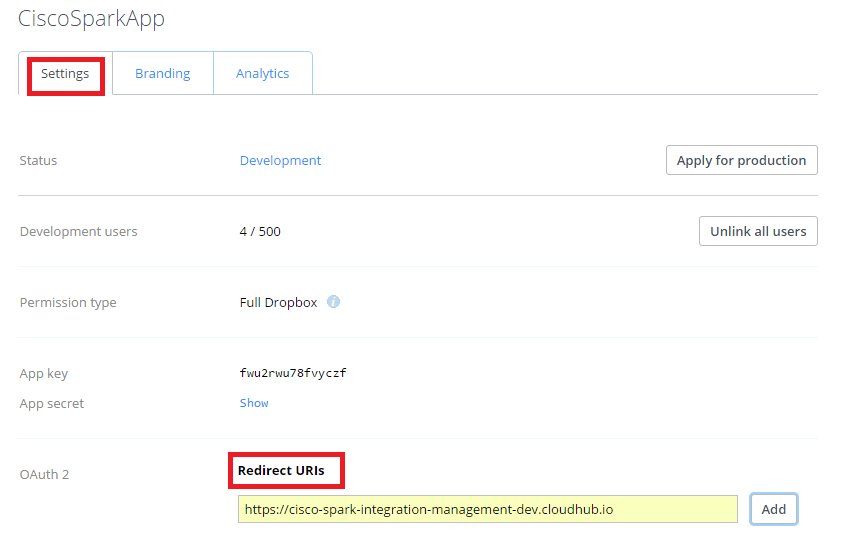 CiscoSparkApp
Settings Branding Analytics
Status Development Apply for production
Development users 4 / 500 Unlink all users
Permission type Full Dropbox i
App key fwu2rwu78fvyczf
App secret Show
OAuth 2 Redirect URIs
https://cisco-spark-integration-management-dev.cloudhub.io Add